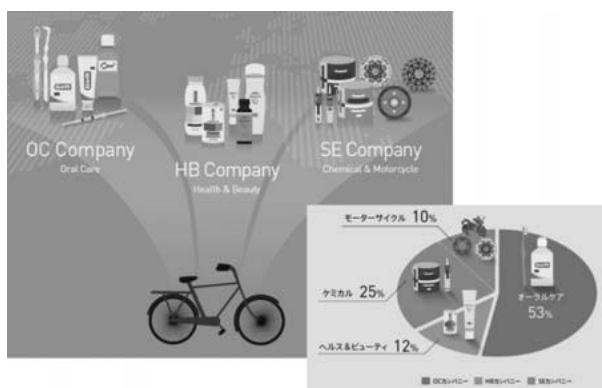 OC Company
Oral Care
HB Company
Health & Beauty
SE Company
Chemical & Motorcycle
モーターサイクル 10%
ケミカル 25%
ヘルス&ビューティ 12%
オーラルケア
53%
OCカンパニー HBカンパニー SEカンパニー